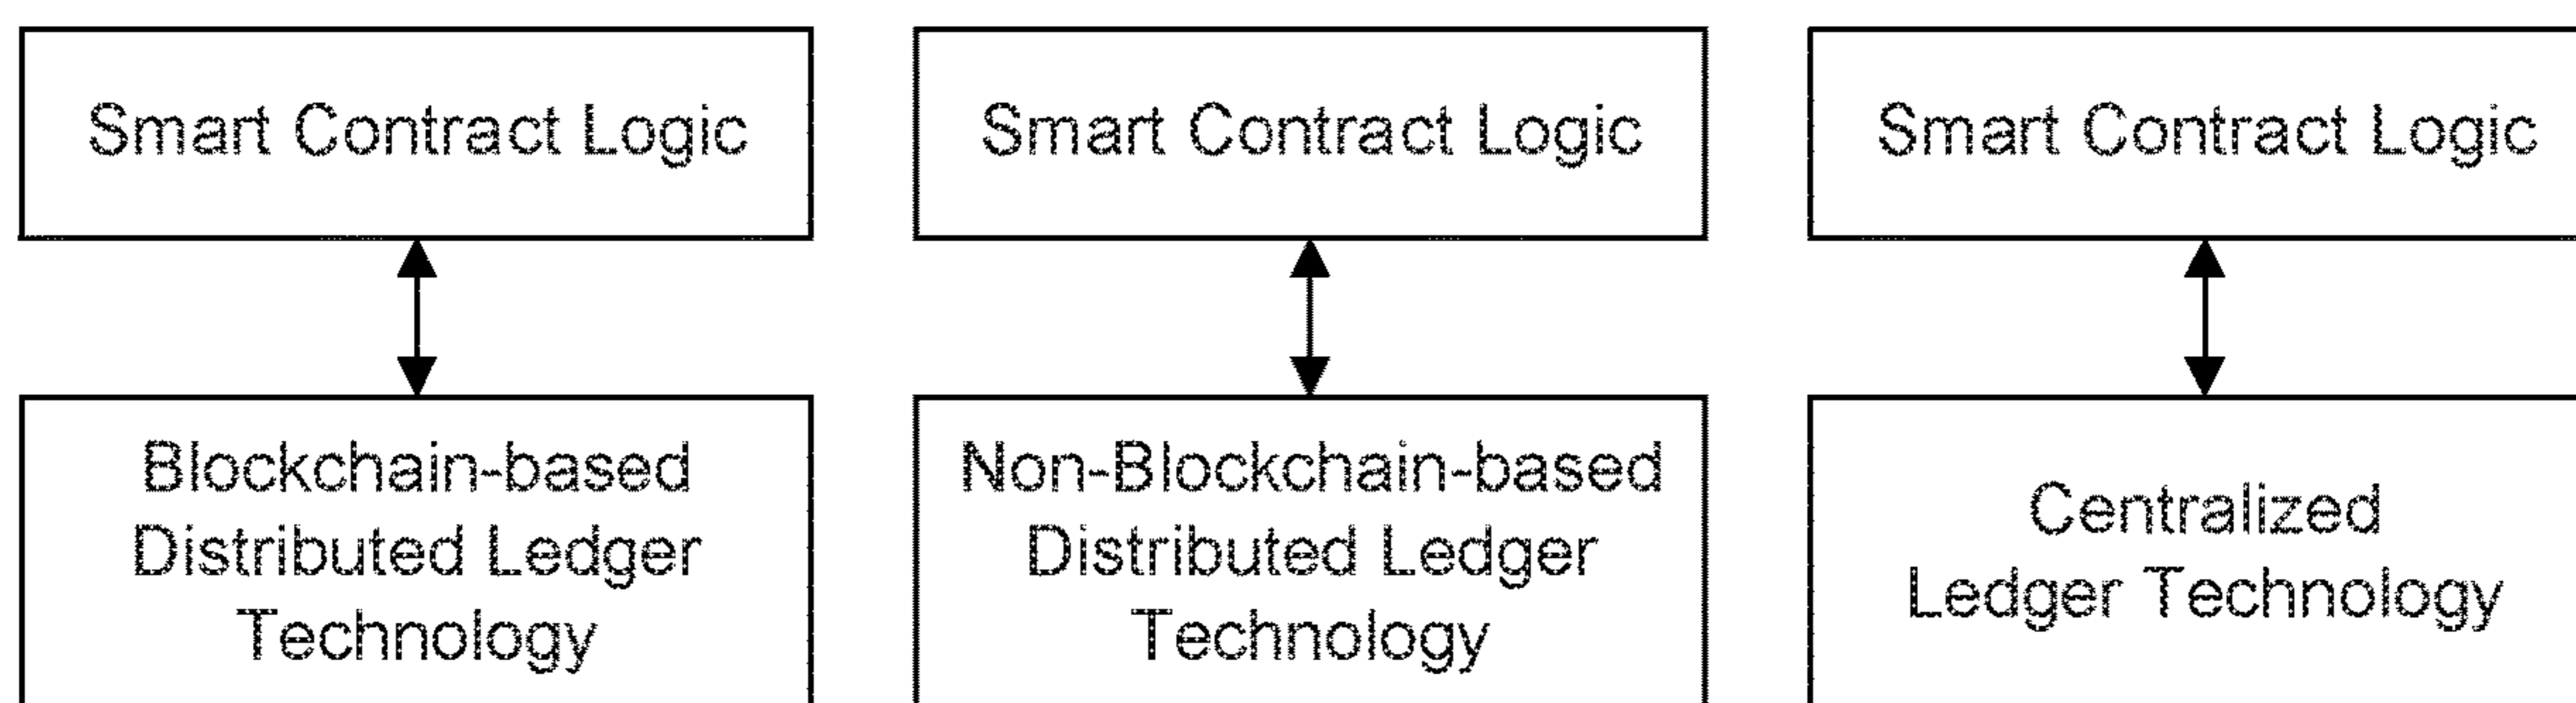 Smart Contract Logic
Smart Contract Logic
Smart Contract Logic
Blockchain-based
Distributed Ledger
Technology
Non-Blockchain-based
Distributed Ledger
Technology
Centralized
Ledger Technology